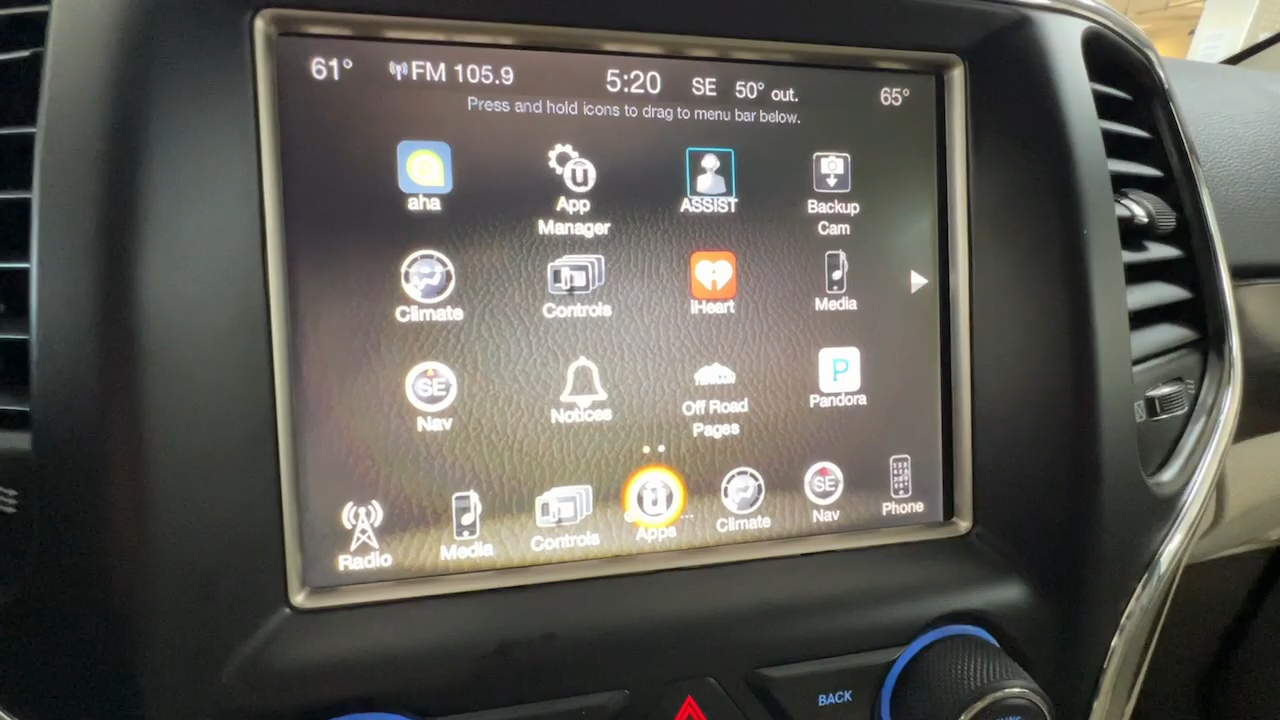 61° FM 105.9 5:20 SE 50° out. 65°
Press and hold icons to drag to menu bar below.
aha App Manager ASSIST Backup Cam
Climate Controls iHeart Media
SE
Nav Notices Off Road Pages P Pandora
SE
Radio Media Controls Apps Climate Nav Phone
BACK